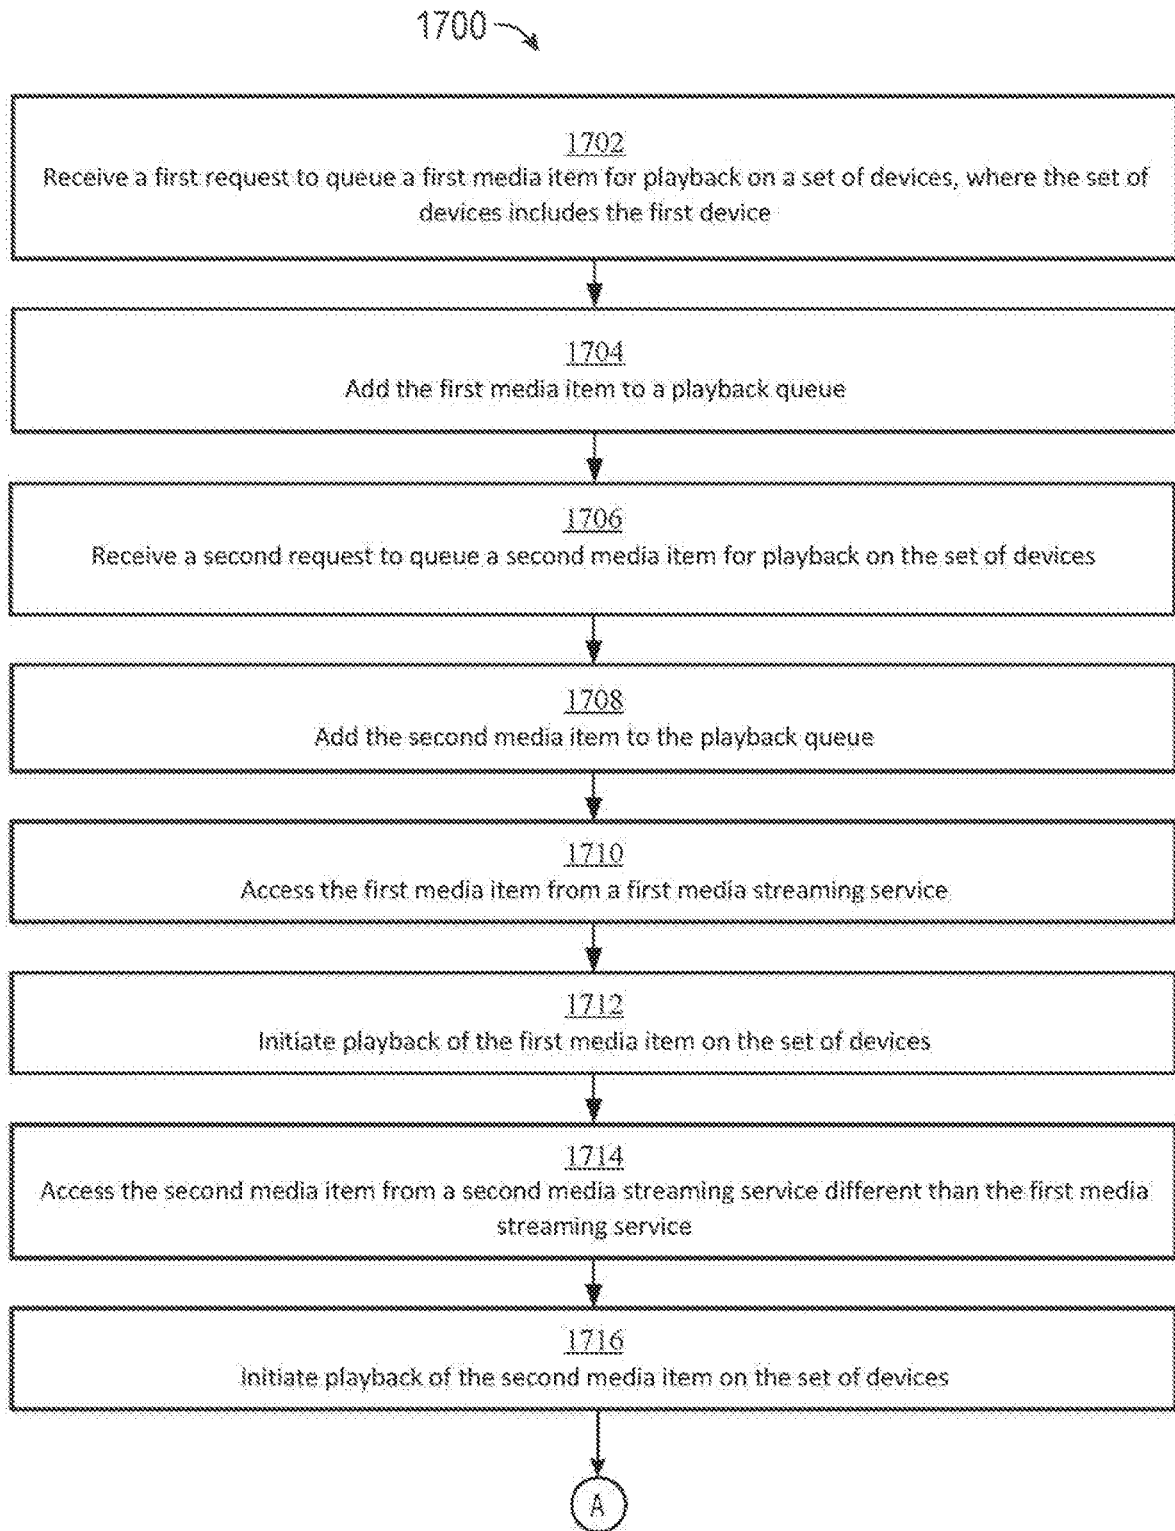 1700
1702
Receive a first request to queue a first media item for playback on a set of devices, where the set of
devices includes the first device
1704
Add the first media item to a playback queue
1706
Receive a second request to queue a second media item for playback on the set of devices
1708
Add the second media item to the playback queue
1710
Access the first media item from a first media streaming service
1712
Initiate playback of the first media item on the set of devices
1714
Access the second media item from a second media streaming service different than the first media
streaming service
1716
Initiate playback of the second media item on the set of devices
A